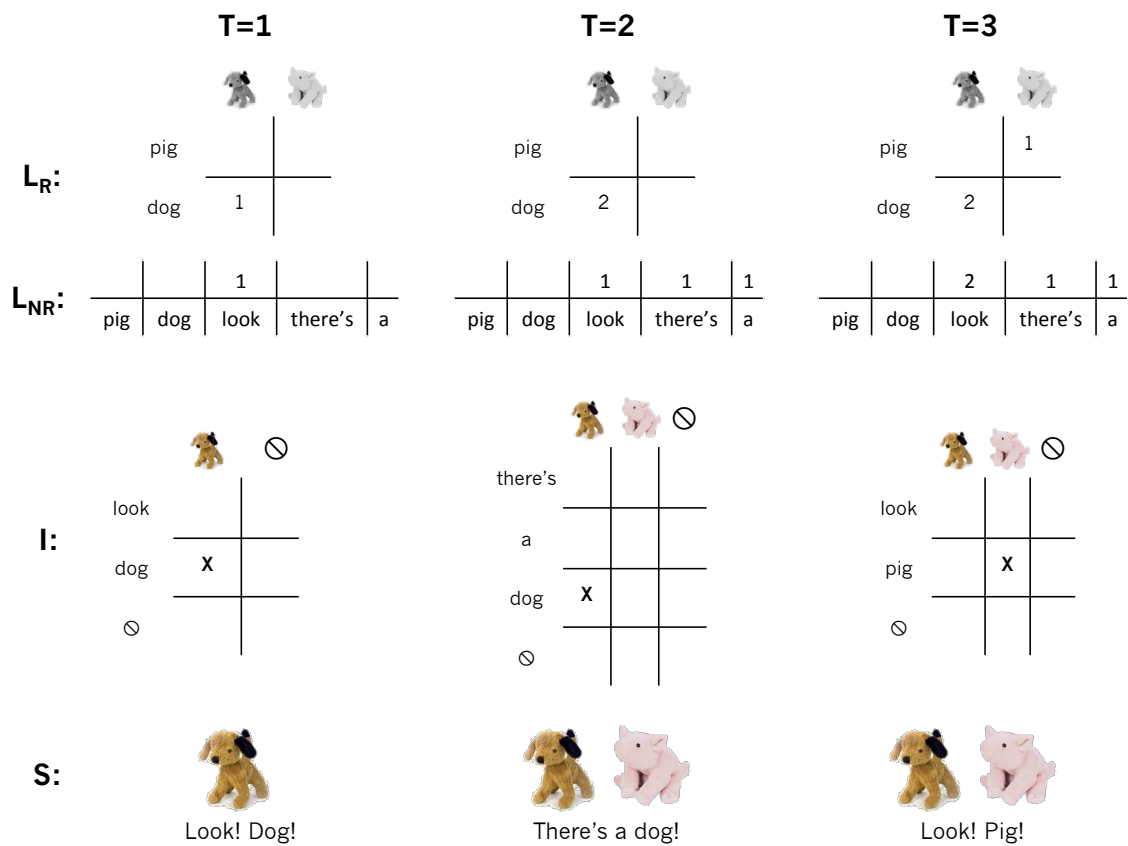 T=1 T=2 T=3
pig pig pig 1
L_R:
dog 1 dog 2 dog 2
1 1 1 1 2 1 1
L_NR:
pig dog look there's a pig dog look there's a pig dog look there's a
there's
look look
I: a
dog X pig X
dog X
S:
Look! Dog! There's a dog! Look! Pig!